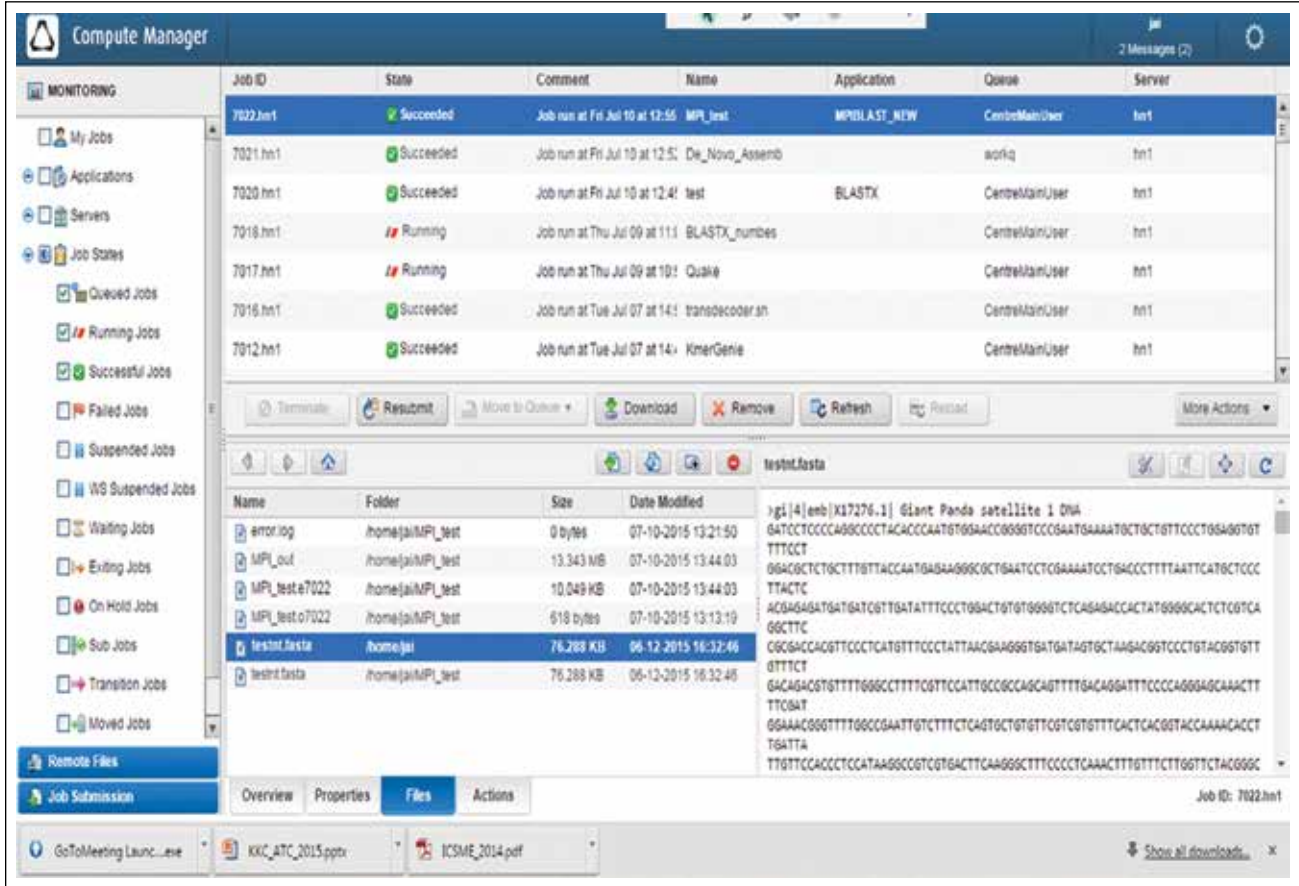 Compute Manager
jai
2 Messages (2)
MONITORING
My Jobs
Applications
Servers
Job States
Queued Jobs
Running Jobs
Successful Jobs
Failed Jobs
Suspended Jobs
WS Suspended Jobs
Waiting Jobs
Exiting Jobs
On Hold Jobs
Sub Jobs
Transition Jobs
Moved Jobs
Remote Files
Job Submission
Job ID State Comment Name Application Queue Server
7022.hn1 Succeeded Job run at Fri Jul 10 at 12:55 MPI_test MPIBLAST_NEW CentreMainUser hn1
7021.hn1 Succeeded Job run at Fri Jul 10 at 12:5 De_Novo_Assemb workq hn1
7020.hn1 Succeeded Job run at Fri Jul 10 at 12:4 test BLASTX CentreMainUser hn1
7018.hn1 Running Job run at Thu Jul 09 at 11: BLASTX_numbes CentreMainUser hn1
7017.hn1 Running Job run at Thu Jul 09 at 10: Quake CentreMainUser hn1
7016.hn1 Succeeded Job run at Tue Jul 07 at 14: transdecoder.sh CentreMainUser hn1
7012.hn1 Succeeded Job run at Tue Jul 07 at 14: KmerGenie CentreMainUser hn1
Terminate Resubmit Move to Queue Download Remove Refresh Reload More Actions
Name Folder Size Date Modified
error.log /home/jai/MPI_test 0 bytes 07-10-2015 13:21:50
MPI_out /home/jai/MPI_test 13.343 MB 07-10-2015 13:44:03
MPI_test.e7022 /home/jai/MPI_test 10.049 KB 07-10-2015 13:44:03
MPI_test.o7022 /home/jai/MPI_test 618 bytes 07-10-2015 13:13:19
testnt.fasta /home/jai 76.288 KB 06-12-2015 16:32:46
testnt.fasta /home/jai/MPI_test 76.288 KB 06-12-2015 16:32:46
testnt.fasta
>gi|4|emb|X17276.1| Giant Panda satellite 1 DNA
GATCCTCCCCAGGCCCCTACACCCAATGTGGAACCGGGGTCCCGAATGAAAATGCTGCTGTTCCCTGGAGGTGT
TTTCCT
GGACGCTCTGCTTTGTTACCAATGAGAAGGGCGCTGAATCCTCGAAAATCCTGACCCTTTTAATTCATGCTCCC
TTACTC
ACGAGAGATGATGATCGTTGATATTTCCCTGGACTGTGTGGGGTCTCAGAGACCACTATGGGGCACTCTCGTCA
GGCTTC
CGCGACCACGTTCCCTCATGTTTCCCTATTAACGAAGGGTGATGATAGTGCTAAGACGGTCCCTGTACGGTGTT
GTTTCT
GACAGACGTGTTTTGGGCCTTTTCGTTCCATTGCCGCCAGCAGTTTTGACAGGATTTCCCCAGGGAGCAAACTT
TTCGAT
GGAAACGGGTTTTGGCCGAATTGTCTTTCTCAGTGCTGTGTTCGTCGTGTTTCACTCACGGTACCAAAACACCT
TGATTA
TTGTTCCACCCTCCATAAGGCCGTCGTGACTTCAAGGGCTTTCCCCTCAAACTTTGTTTCTTGGTTCTACGGGC
Overview Properties Files Actions Job ID: 7022.hn1
GoToMeeting Launc...exe KKC_ATC_2015.pptx ICSME_2014.pdf Show all downloads...